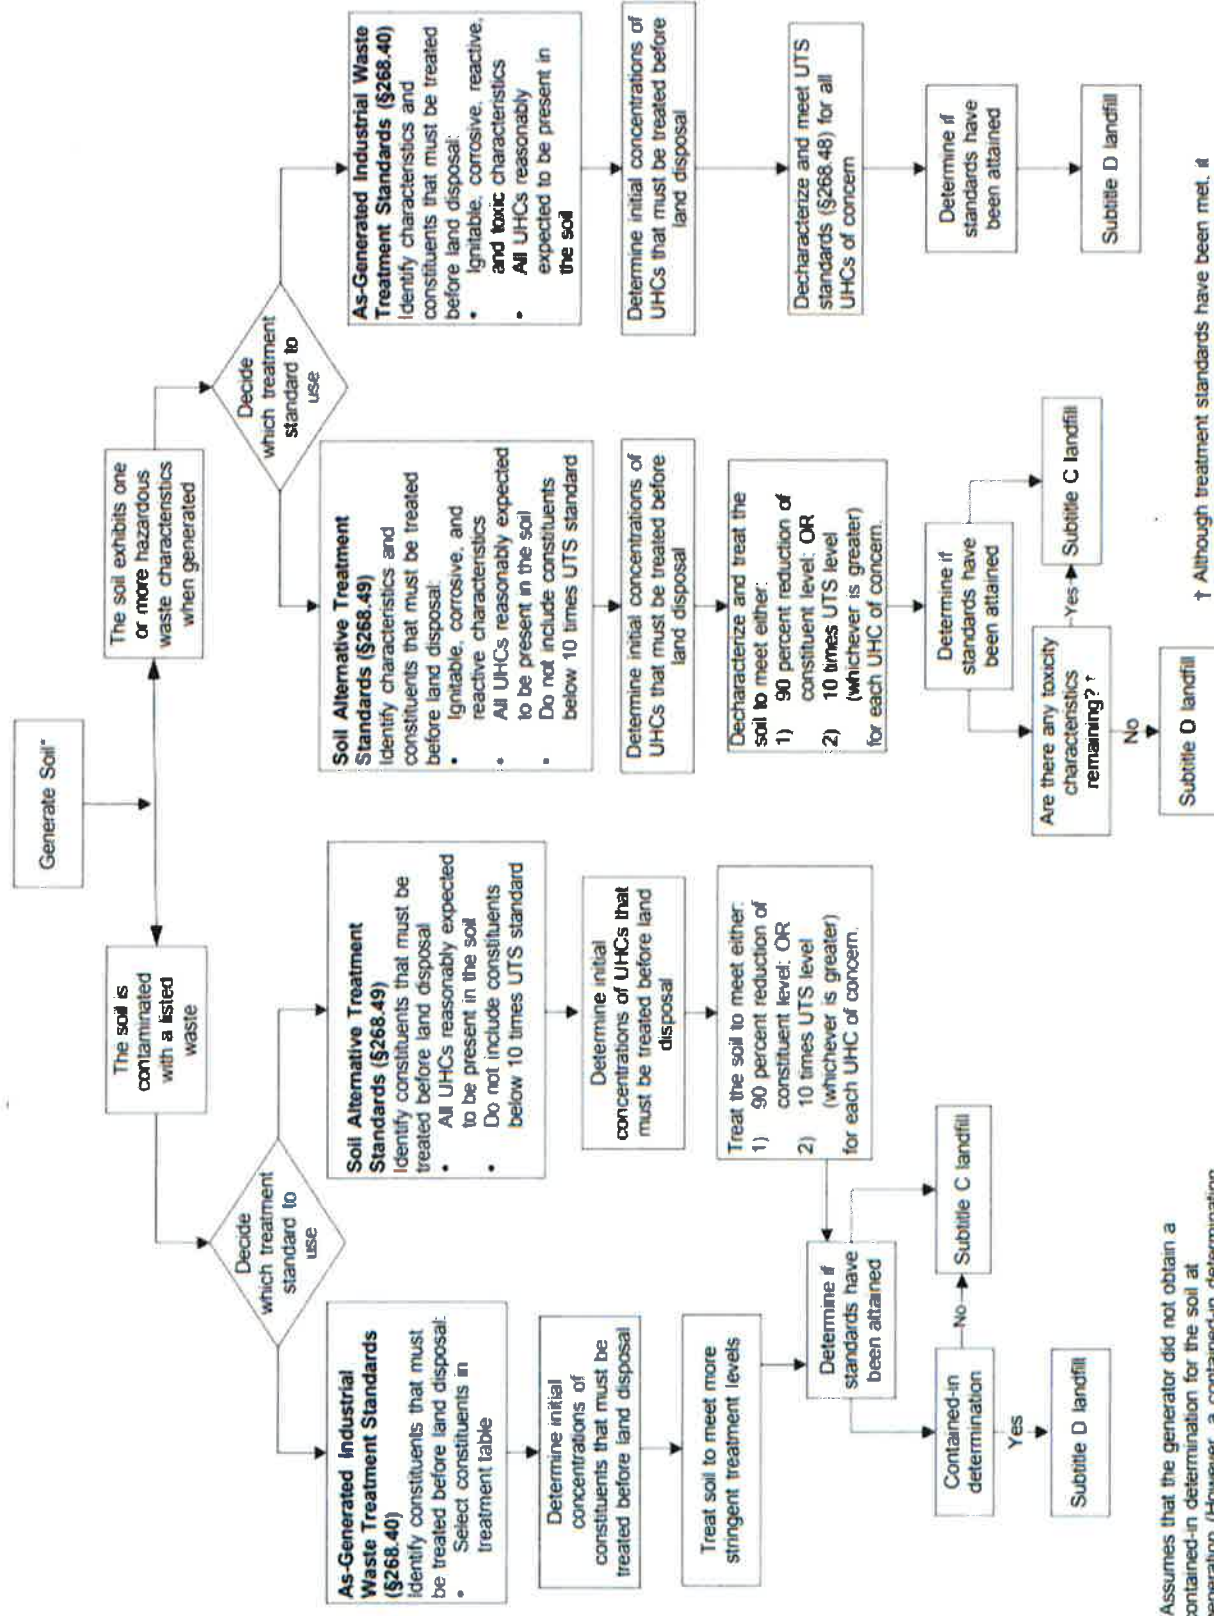 Generate Soil*
The soil is
contaminated
with a listed
waste
Decide
which treatment
standard to
use
As-Generated Industrial
Waste Treatment Standards
(§268.40)
Identify constituents that must
be treated before land disposal:
• Select constituents in
treatment table
Determine initial
concentrations of
constituents that must be
treated before land disposal
Treat soil to meet more
stringent treatment levels
Soil Alternative Treatment
Standards (§268.49)
Identify constituents that must be
treated before land disposal
• All UHCs reasonably expected
to be present in the soil
• Do not include constituents
below 10 times UTS standard
Determine initial
concentrations of UHCs that
must be treated before land
disposal
Treat the soil to meet either:
1) 90 percent reduction of
constituent level: OR
2) 10 times UTS level
(whichever is greater)
for each UHC of concern.
Determine if
standards have
been attained
Contained-in
determination
No
Subtitle C landfill
Yes
Subtitle D landfill
The soil exhibits one
or more hazardous
waste characteristics
when generated
Decide
which treatment
standard to
use
Soil Alternative Treatment
Standards (§268.49)
Identify characteristics and
constituents that must be treated
before land disposal:
• Ignitable, corrosive, and
reactive characteristics
• All UHCs reasonably expected
to be present in the soil
• Do not include constituents
below 10 times UTS standard
Determine initial concentrations of
UHCs that must be treated before
land disposal
Decharacterize and treat the
soil to meet either:
1) 90 percent reduction of
constituent level: OR
2) 10 times UTS level
(whichever is greater)
for each UHC of concern.
Determine if
standards have
been attained
Are there any toxicity
characteristics
remaining? †
Yes
Subtitle C landfill
No
Subtitle D landfill
As-Generated Industrial Waste
Treatment Standards (§268.40)
Identify characteristics and
constituents that must be treated
before land disposal:
• Ignitable, corrosive, reactive,
and toxic characteristics
• All UHCs reasonably
expected to be present in
the soil
Determine initial concentrations of
UHCs that must be treated before
land disposal
Decharacterize and meet UTS
standards (§268.48) for all
UHCs of concern
Determine if
standards have
been attained
Subtitle D landfill
Assumes that the generator did not obtain a
contained-in determination for the soil at
generation (However, a contained-in determination
† Although treatment standards have been met, it